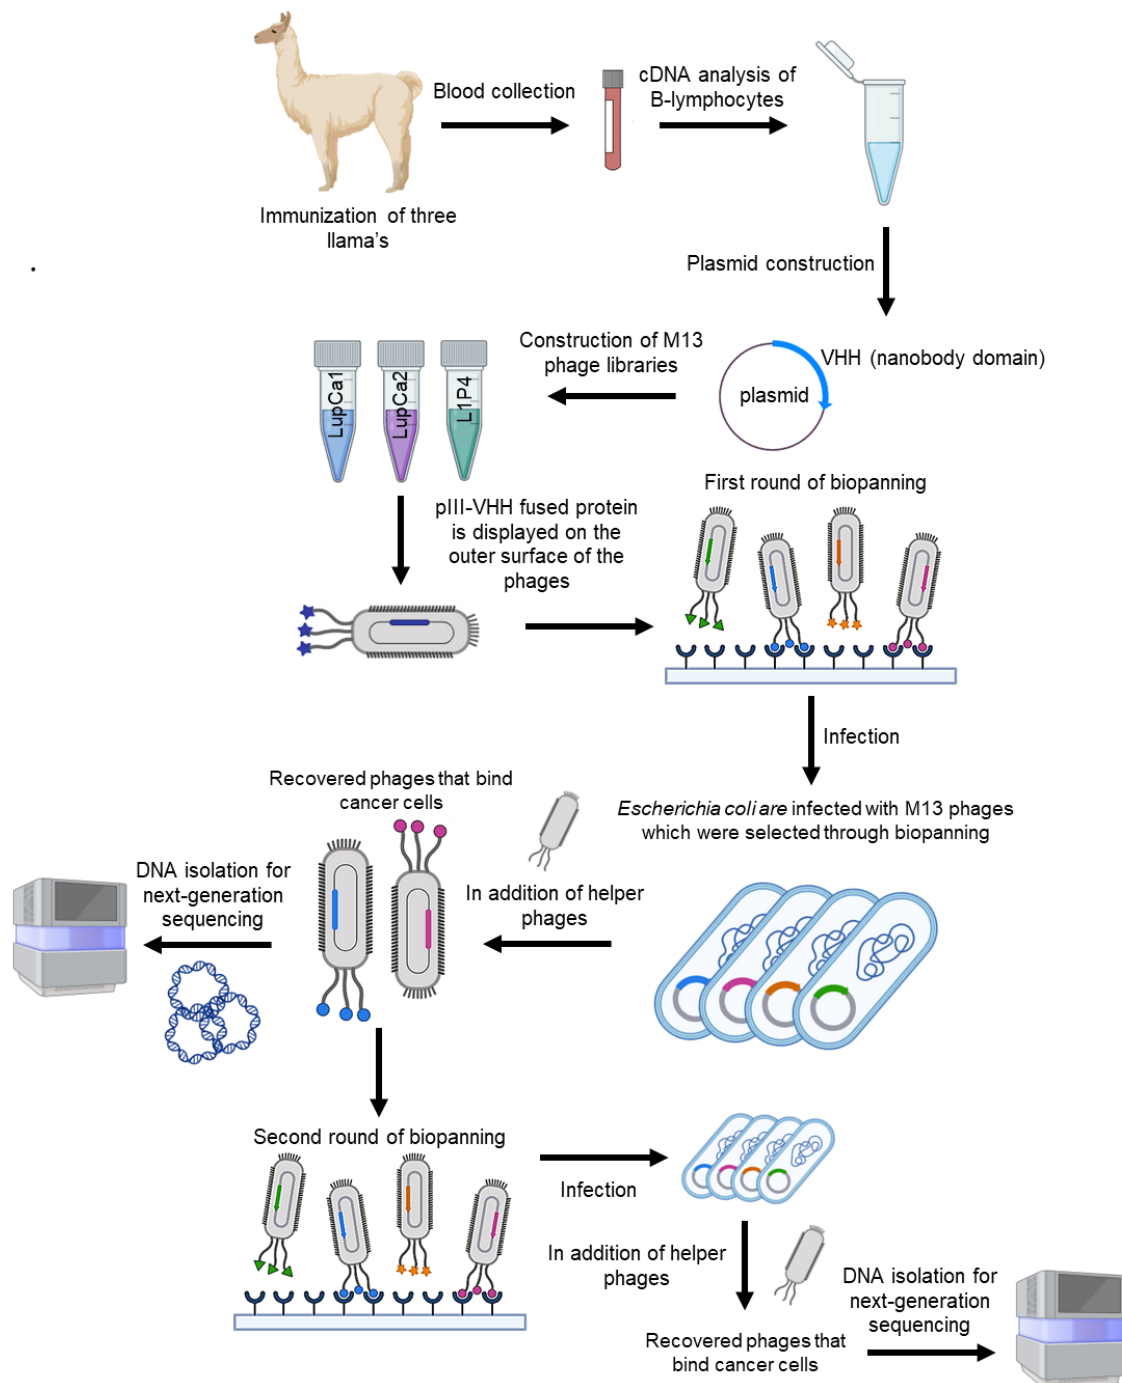 Blood collection
cDNA analysis of
B-lymphocytes
Immunization of three
llama's
Plasmid construction
Construction of M13
phage libraries
VHH (nanobody domain)
plasmid
LupCa1
LupCa2
L1P4
First round of biopanning
pIII-VHH fused protein
is displayed on the
outer surface of the
phages
Infection
Escherichia coli are infected with M13 phages
which were selected through biopanning
Recovered phages that bind
cancer cells
In addition of helper
phages
DNA isolation for
next-generation
sequencing
Second round of biopanning
Infection
In addition of helper
phages
DNA isolation for
next-generation
sequencing
Recovered phages that
bind cancer cells